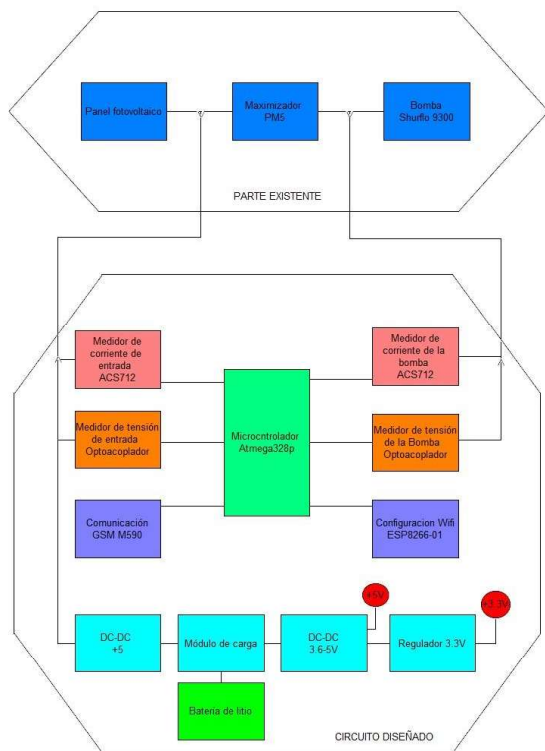 Panel fotovoltaico
Maximizador
PM5
Bomba
Shurflo 9300
PARTE EXISTENTE
Medidor de
corriente de
entrada
ACS712
Medidor de
corriente de la
bomba
ACS712
Microcntrolador
Atmega328p
Medidor de tensión
de entrada
Optoacoplador
Medidor de tensión
de la Bomba
Optoacoplador
Comunicación
GSM M590
Configuracion Wifi
ESP8266-01
+5V
+3.3V
DC-DC
+5
Módulo de carga
DC-DC
3.6-5V
Regulador 3.3V
Batería de litio
CIRCUITO DISEÑADO